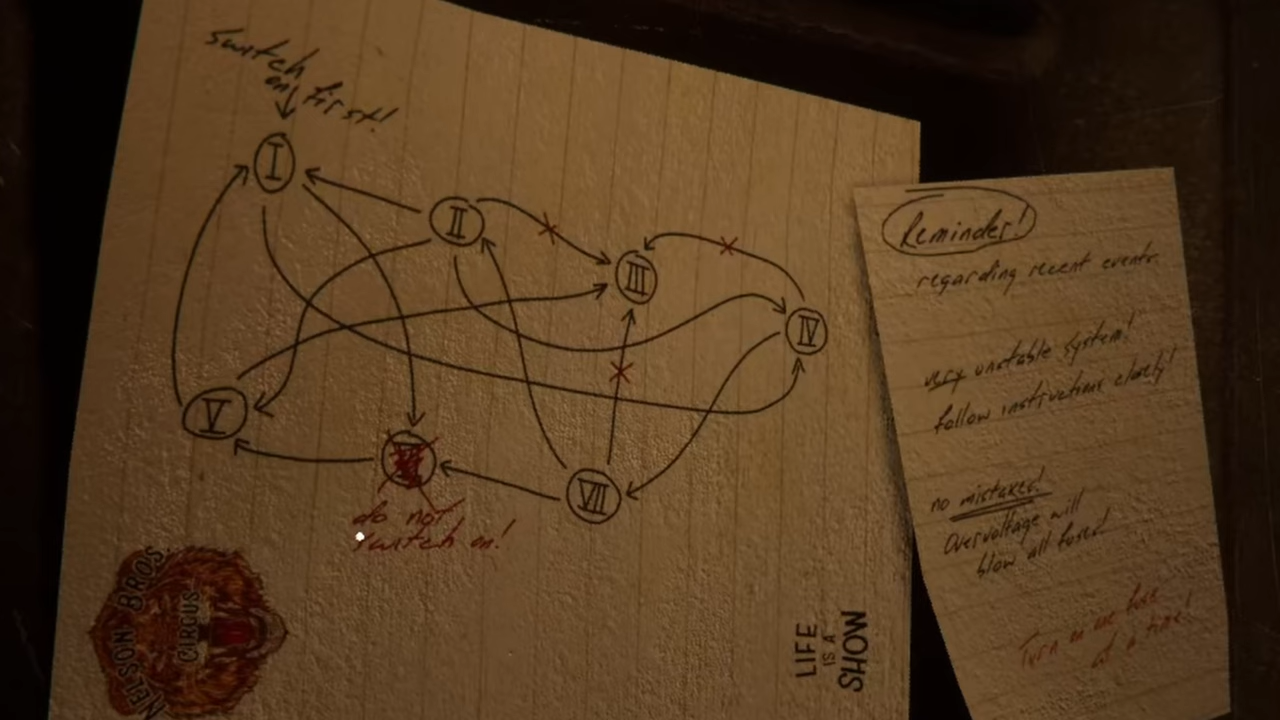 switch
on first!
I
II
III
IV
V
VII
do not
switch on!
NELSON BROS.
CIRCUS
LIFE
IS A
SHOW
Reminder!
regarding recent events.
very unstable system!
follow instructions closely!
no mistakes!
Overvoltage will
blow all fuses!
Turn on one fuse
at a time!